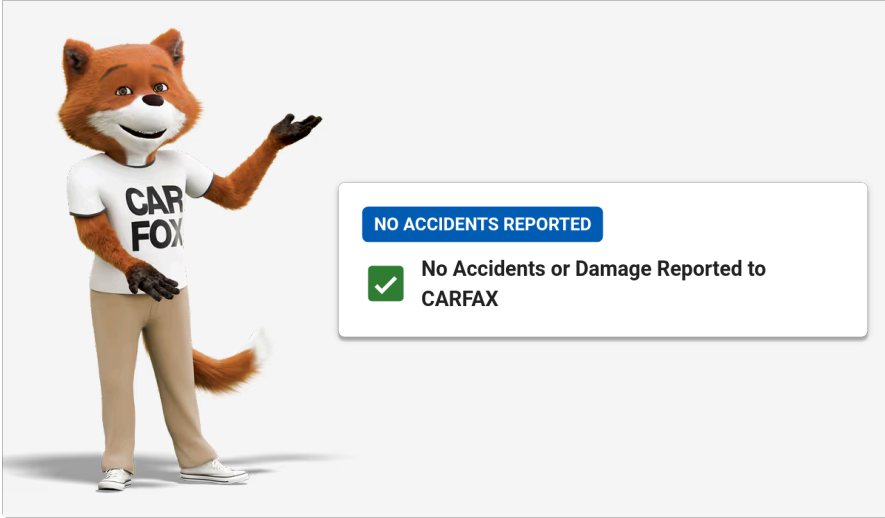 CAR
FOX
NO ACCIDENTS REPORTED
No Accidents or Damage Reported to
CARFAX